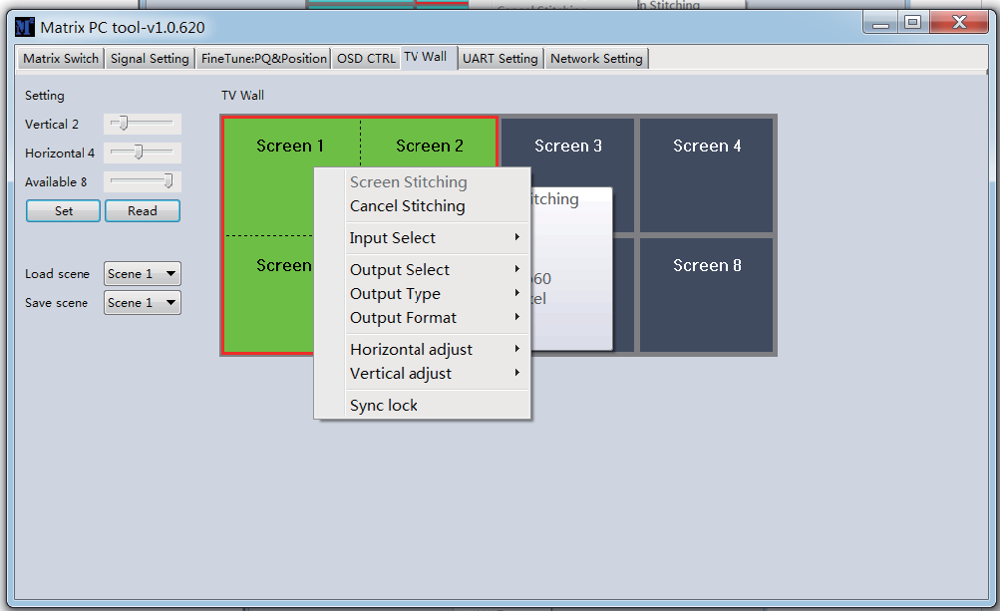 n Stitching
Matrix PC tool-v1.0.620
Matrix Switch
Signal Setting
FineTune:PQ&Position
OSD CTRL
TV Wall
UART Setting
Network Setting
Setting
TV Wall
Vertical 2
Horizontal 4
Available 8
Set
Read
Load scene
Scene 1
Save scene
Scene 1
Screen 1
Screen 2
Screen 3
Screen 4
Screen
Screen 8
Screen Stitching
Cancel Stitching
Input Select
Output Select
Output Type
Output Format
Horizontal adjust
Vertical adjust
Sync lock
itching
60
el